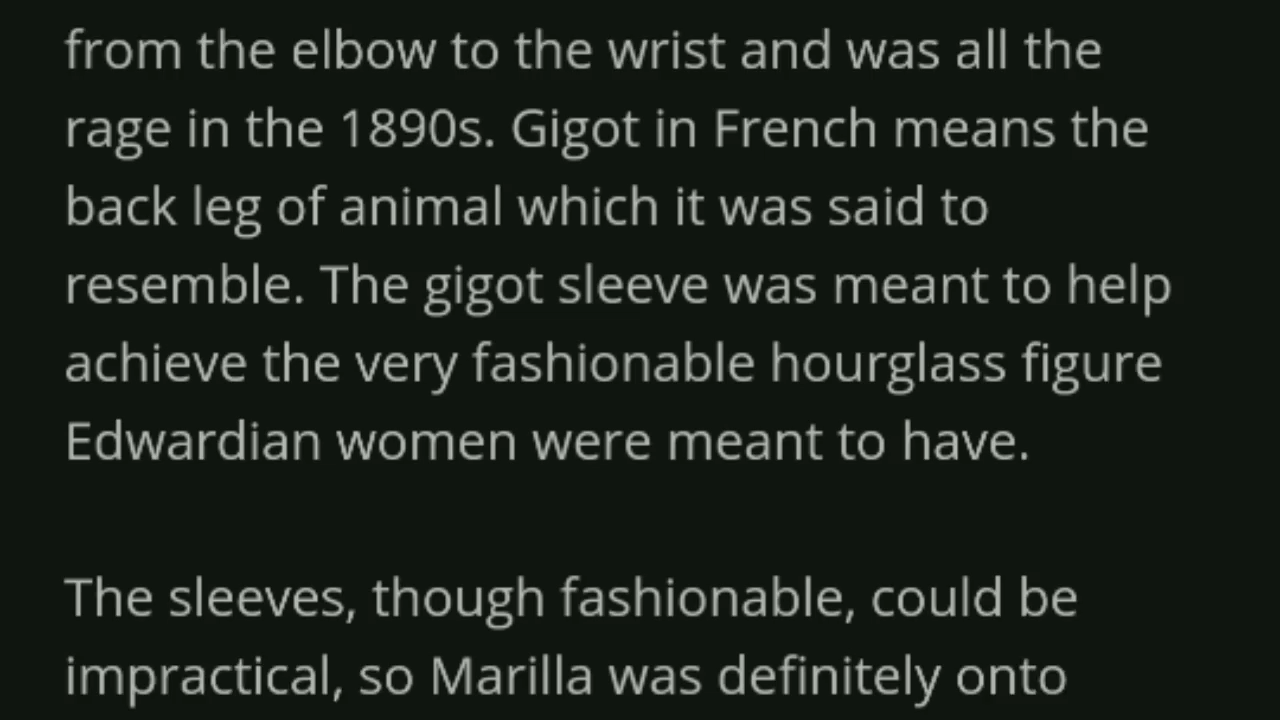 from the elbow to the wrist and was all the
rage in the 1890s. Gigot in French means the
back leg of animal which it was said to
resemble. The gigot sleeve was meant to help
achieve the very fashionable hourglass figure
Edwardian women were meant to have.
The sleeves, though fashionable, could be
impractical, so Marilla was definitely onto